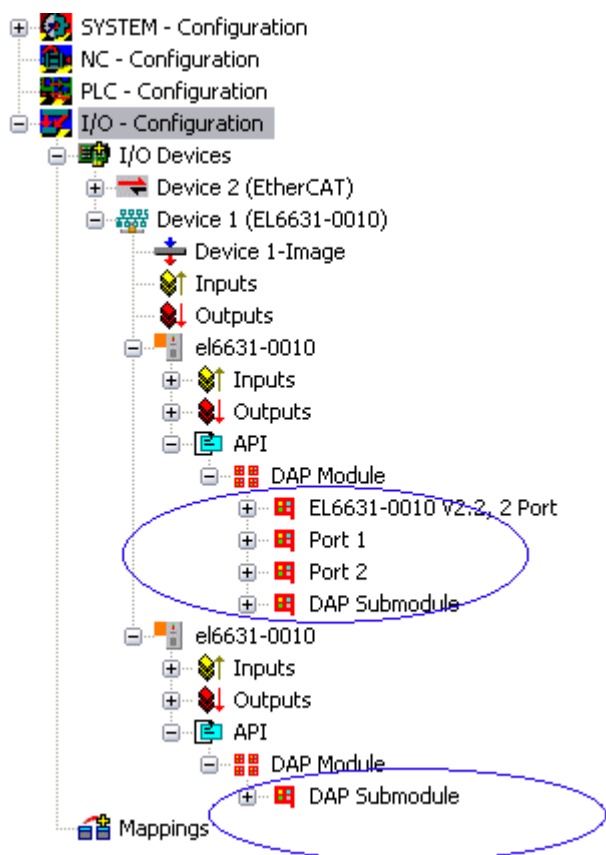 SYSTEM - Configuration
NC - Configuration
PLC - Configuration
I/O - Configuration
I/O Devices
Device 2 (EtherCAT)
Device 1 (EL6631-0010)
Device 1-Image
Inputs
Outputs
el6631-0010
Inputs
Outputs
API
DAP Module
EL6631-0010 V2.2, 2 Port
Port 1
Port 2
DAP Submodule
el6631-0010
Inputs
Outputs
API
DAP Module
DAP Submodule
Mappings